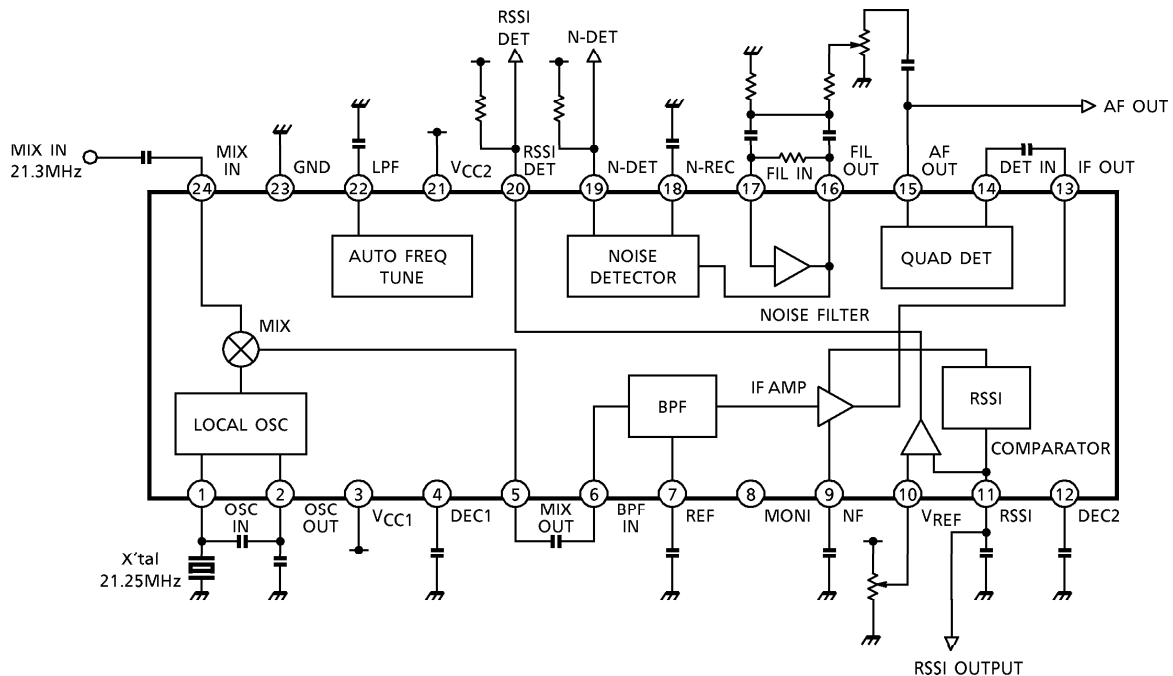 RSSI
DET
N-DET
AF OUT
MIX IN
21.3MHz
MIX
IN
GND
LPF
VCC2
RSSI
DET
N-DET
N-REC
FIL IN
FIL
OUT
AF
OUT
DET IN
IF OUT
24
23
22
21
20
19
18
17
16
15
14
13
AUTO FREQ
TUNE
NOISE
DETECTOR
QUAD DET
NOISE FILTER
MIX
IF AMP
BPF
RSSI
LOCAL OSC
COMPARATOR
1
2
3
4
5
6
7
8
9
10
11
12
OSC
IN
OSC
OUT
VCC1
DEC1
MIX
OUT
BPF
IN
REF
MONI
NF
VREF
RSSI
DEC2
X'tal
21.25MHz
RSSI OUTPUT